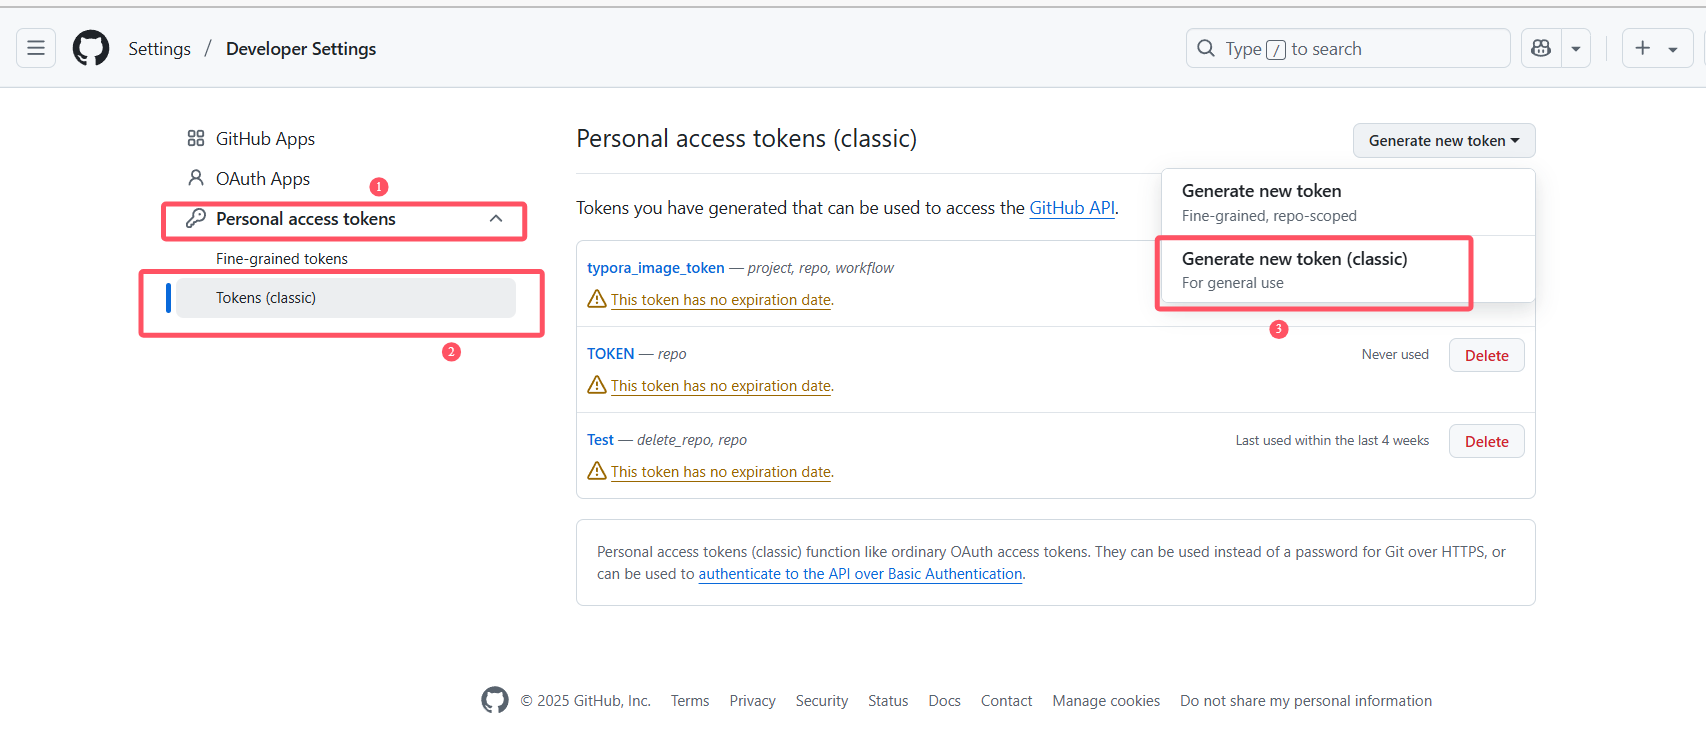 Settings / Developer Settings
Type / to search
GitHub Apps
OAuth Apps
1
Personal access tokens
Fine-grained tokens
Tokens (classic)
2
Personal access tokens (classic)
Generate new token
Tokens you have generated that can be used to access the GitHub API.
Generate new token
Fine-grained, repo-scoped
Generate new token (classic)
For general use
3
typora_image_token — project, repo, workflow
This token has no expiration date.
TOKEN — repo
Never used
Delete
This token has no expiration date.
Test — delete_repo, repo
Last used within the last 4 weeks
Delete
This token has no expiration date.
Personal access tokens (classic) function like ordinary OAuth access tokens. They can be used instead of a password for Git over HTTPS, or
can be used to authenticate to the API over Basic Authentication.
© 2025 GitHub, Inc. Terms Privacy Security Status Docs Contact Manage cookies Do not share my personal information